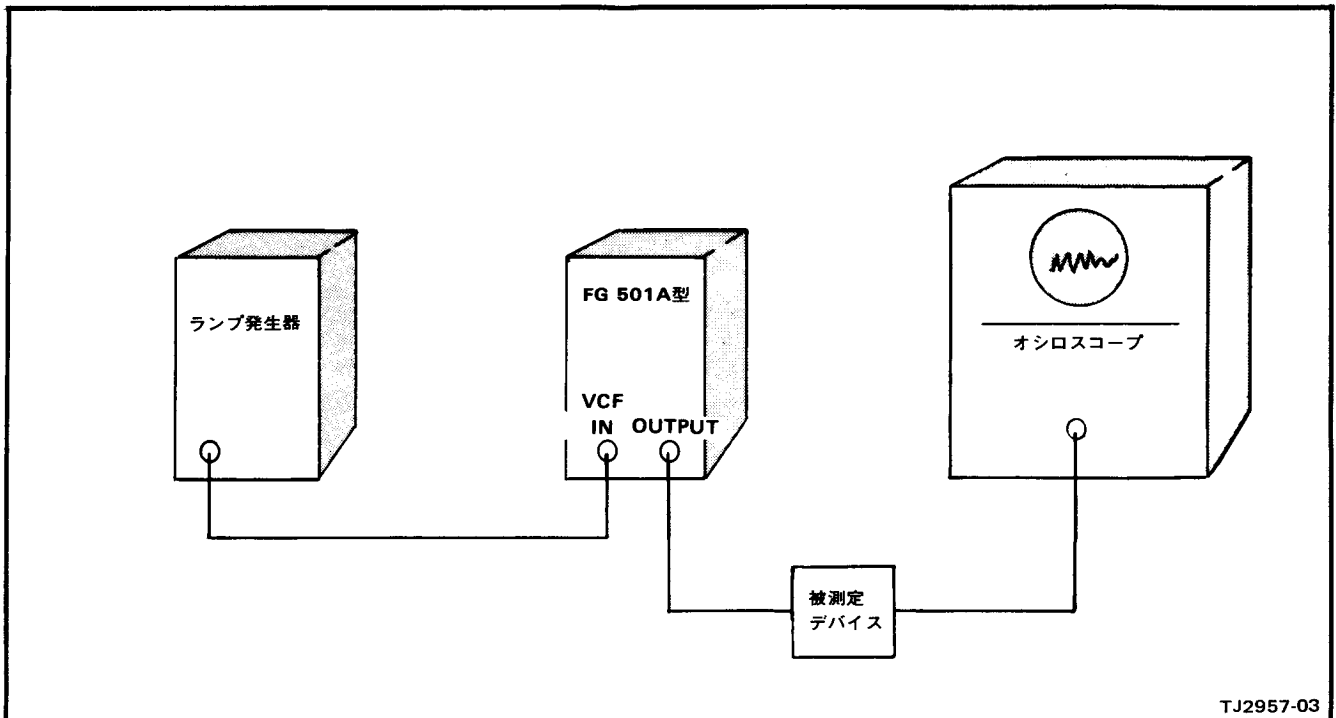 ランプ発生器
FG 501A型
VCF
IN OUTPUT
オシロスコープ
被測定
デバイス
TJ2957-03